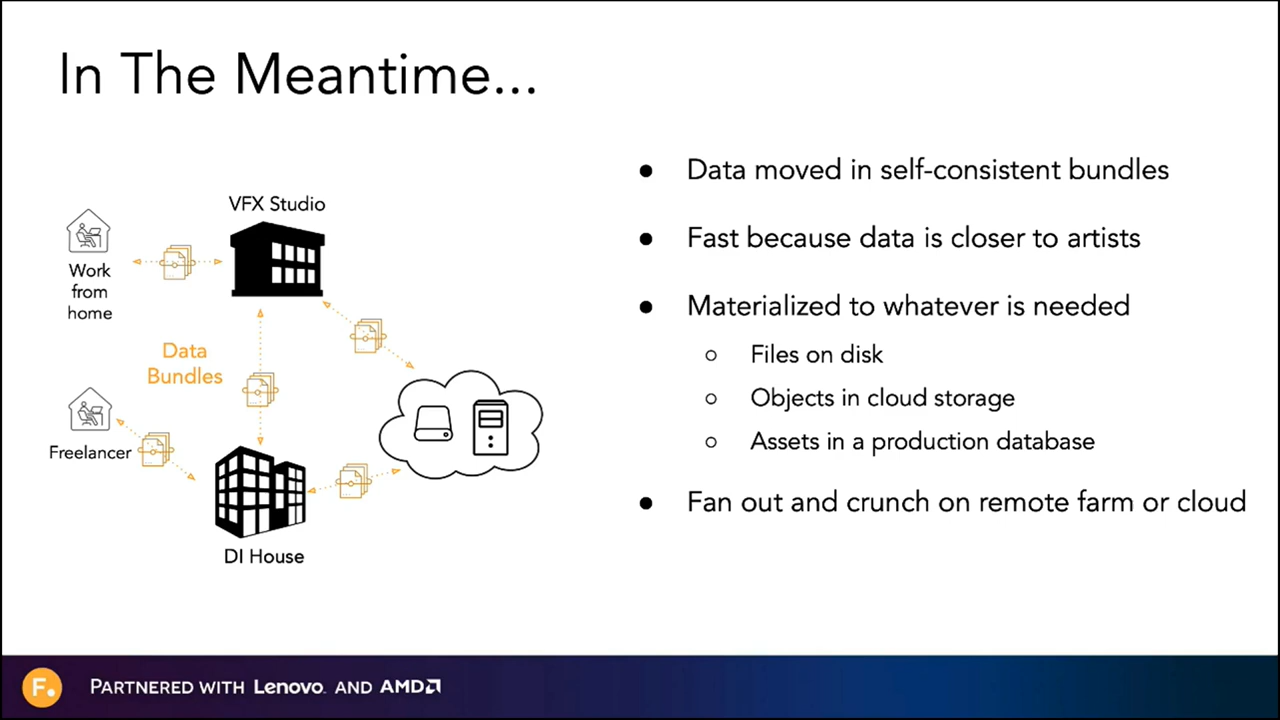 In The Meantime...
VFX Studio
Work
from
home
Data
Bundles
Freelancer
DI House
● Data moved in self-consistent bundles
● Fast because data is closer to artists
● Materialized to whatever is needed
○ Files on disk
○ Objects in cloud storage
○ Assets in a production database
● Fan out and crunch on remote farm or cloud
F. PARTNERED WITH Lenovo. AND AMD